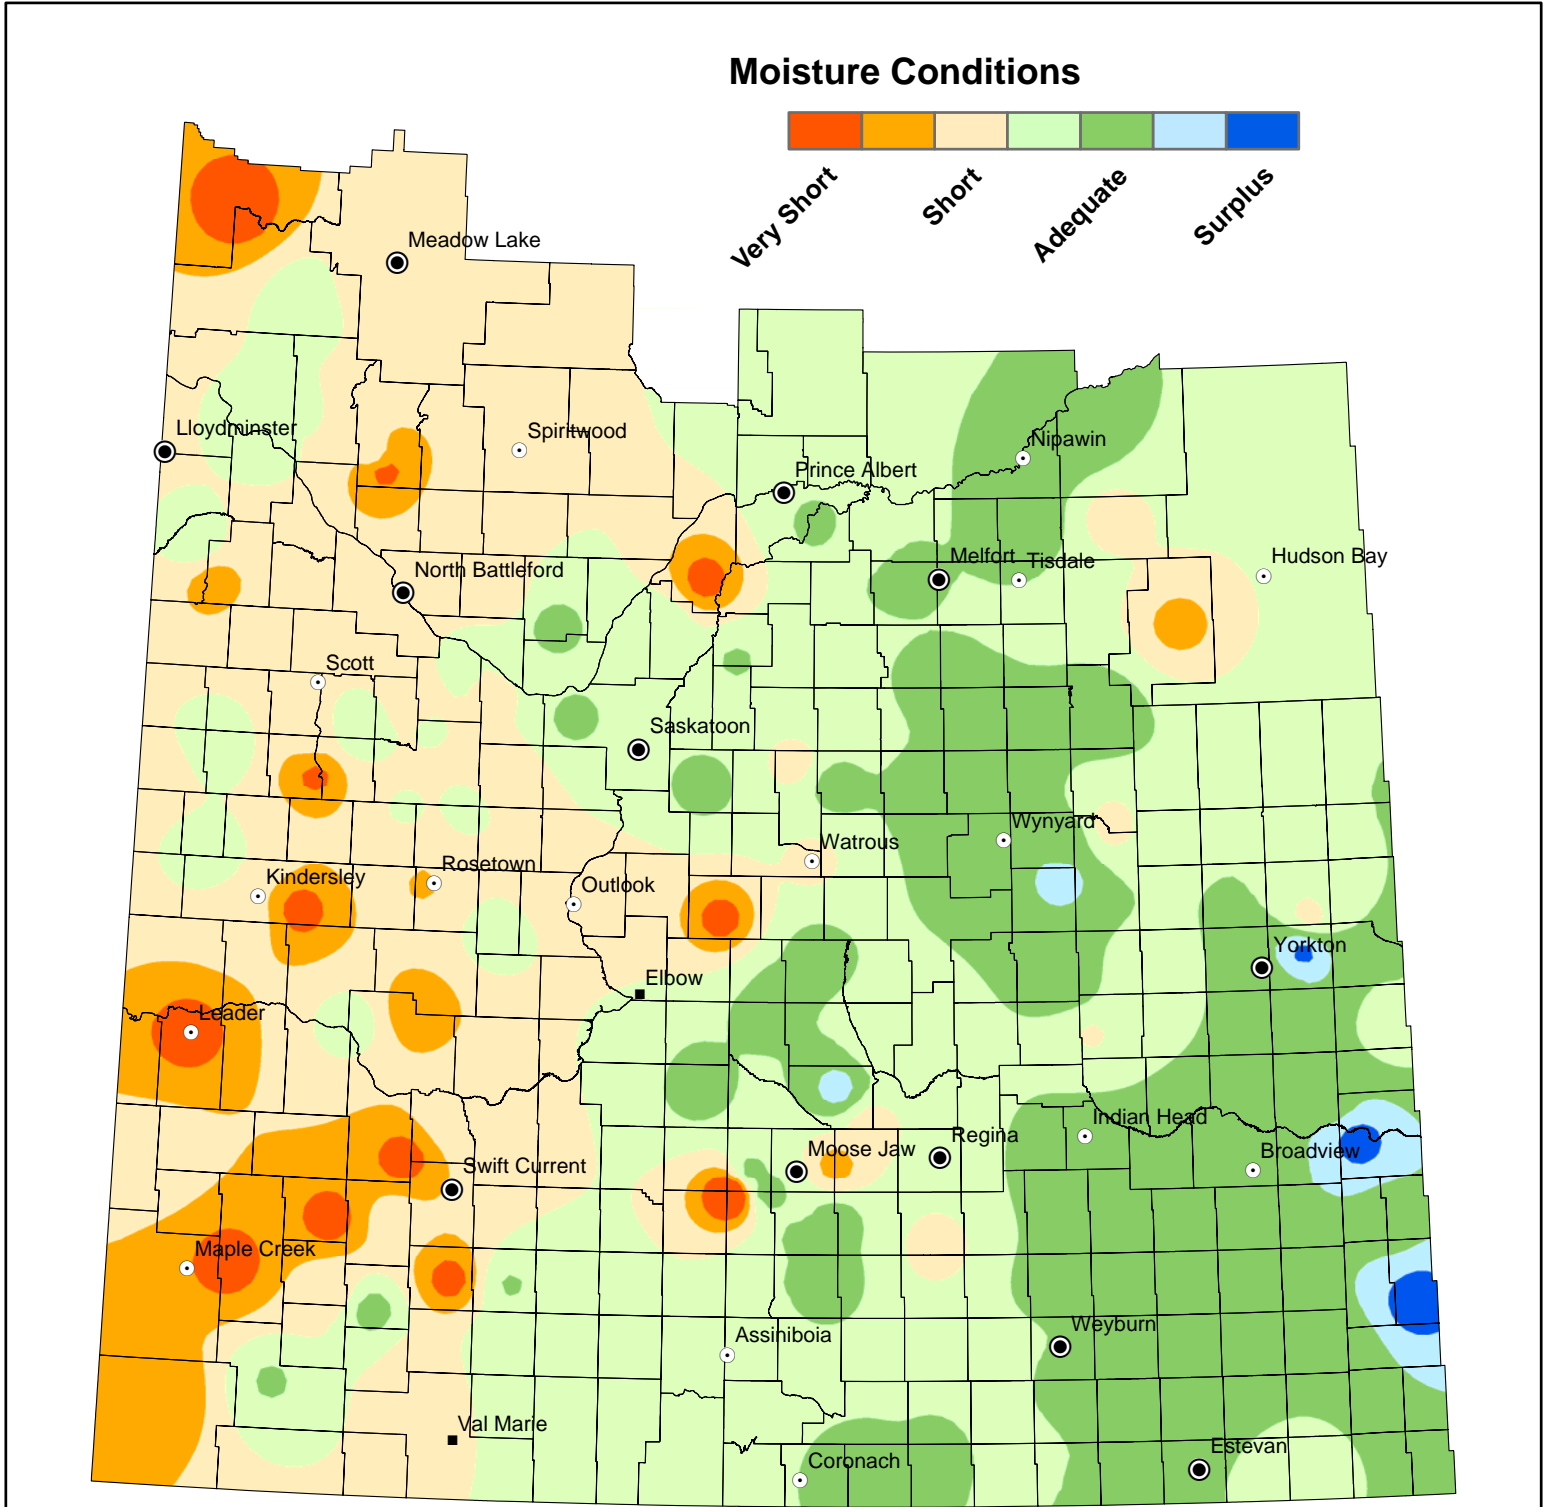 Moisture Conditions
Very Short
Short
Adequate
Surplus
Meadow Lake
Lloydminster
Spiritwood
Nipawin
Prince Albert
Melfort
Tisdale
Hudson Bay
North Battleford
Scott
Saskatoon
Wynyard
Watrous
Rosetown
Kindersley
Outlook
Yorkton
Elbow
Leader
Indian Head
Regina
Moose Jaw
Broadview
Swift Current
Maple Creek
Weyburn
Assiniboia
Val Marie
Estevan
Coronach